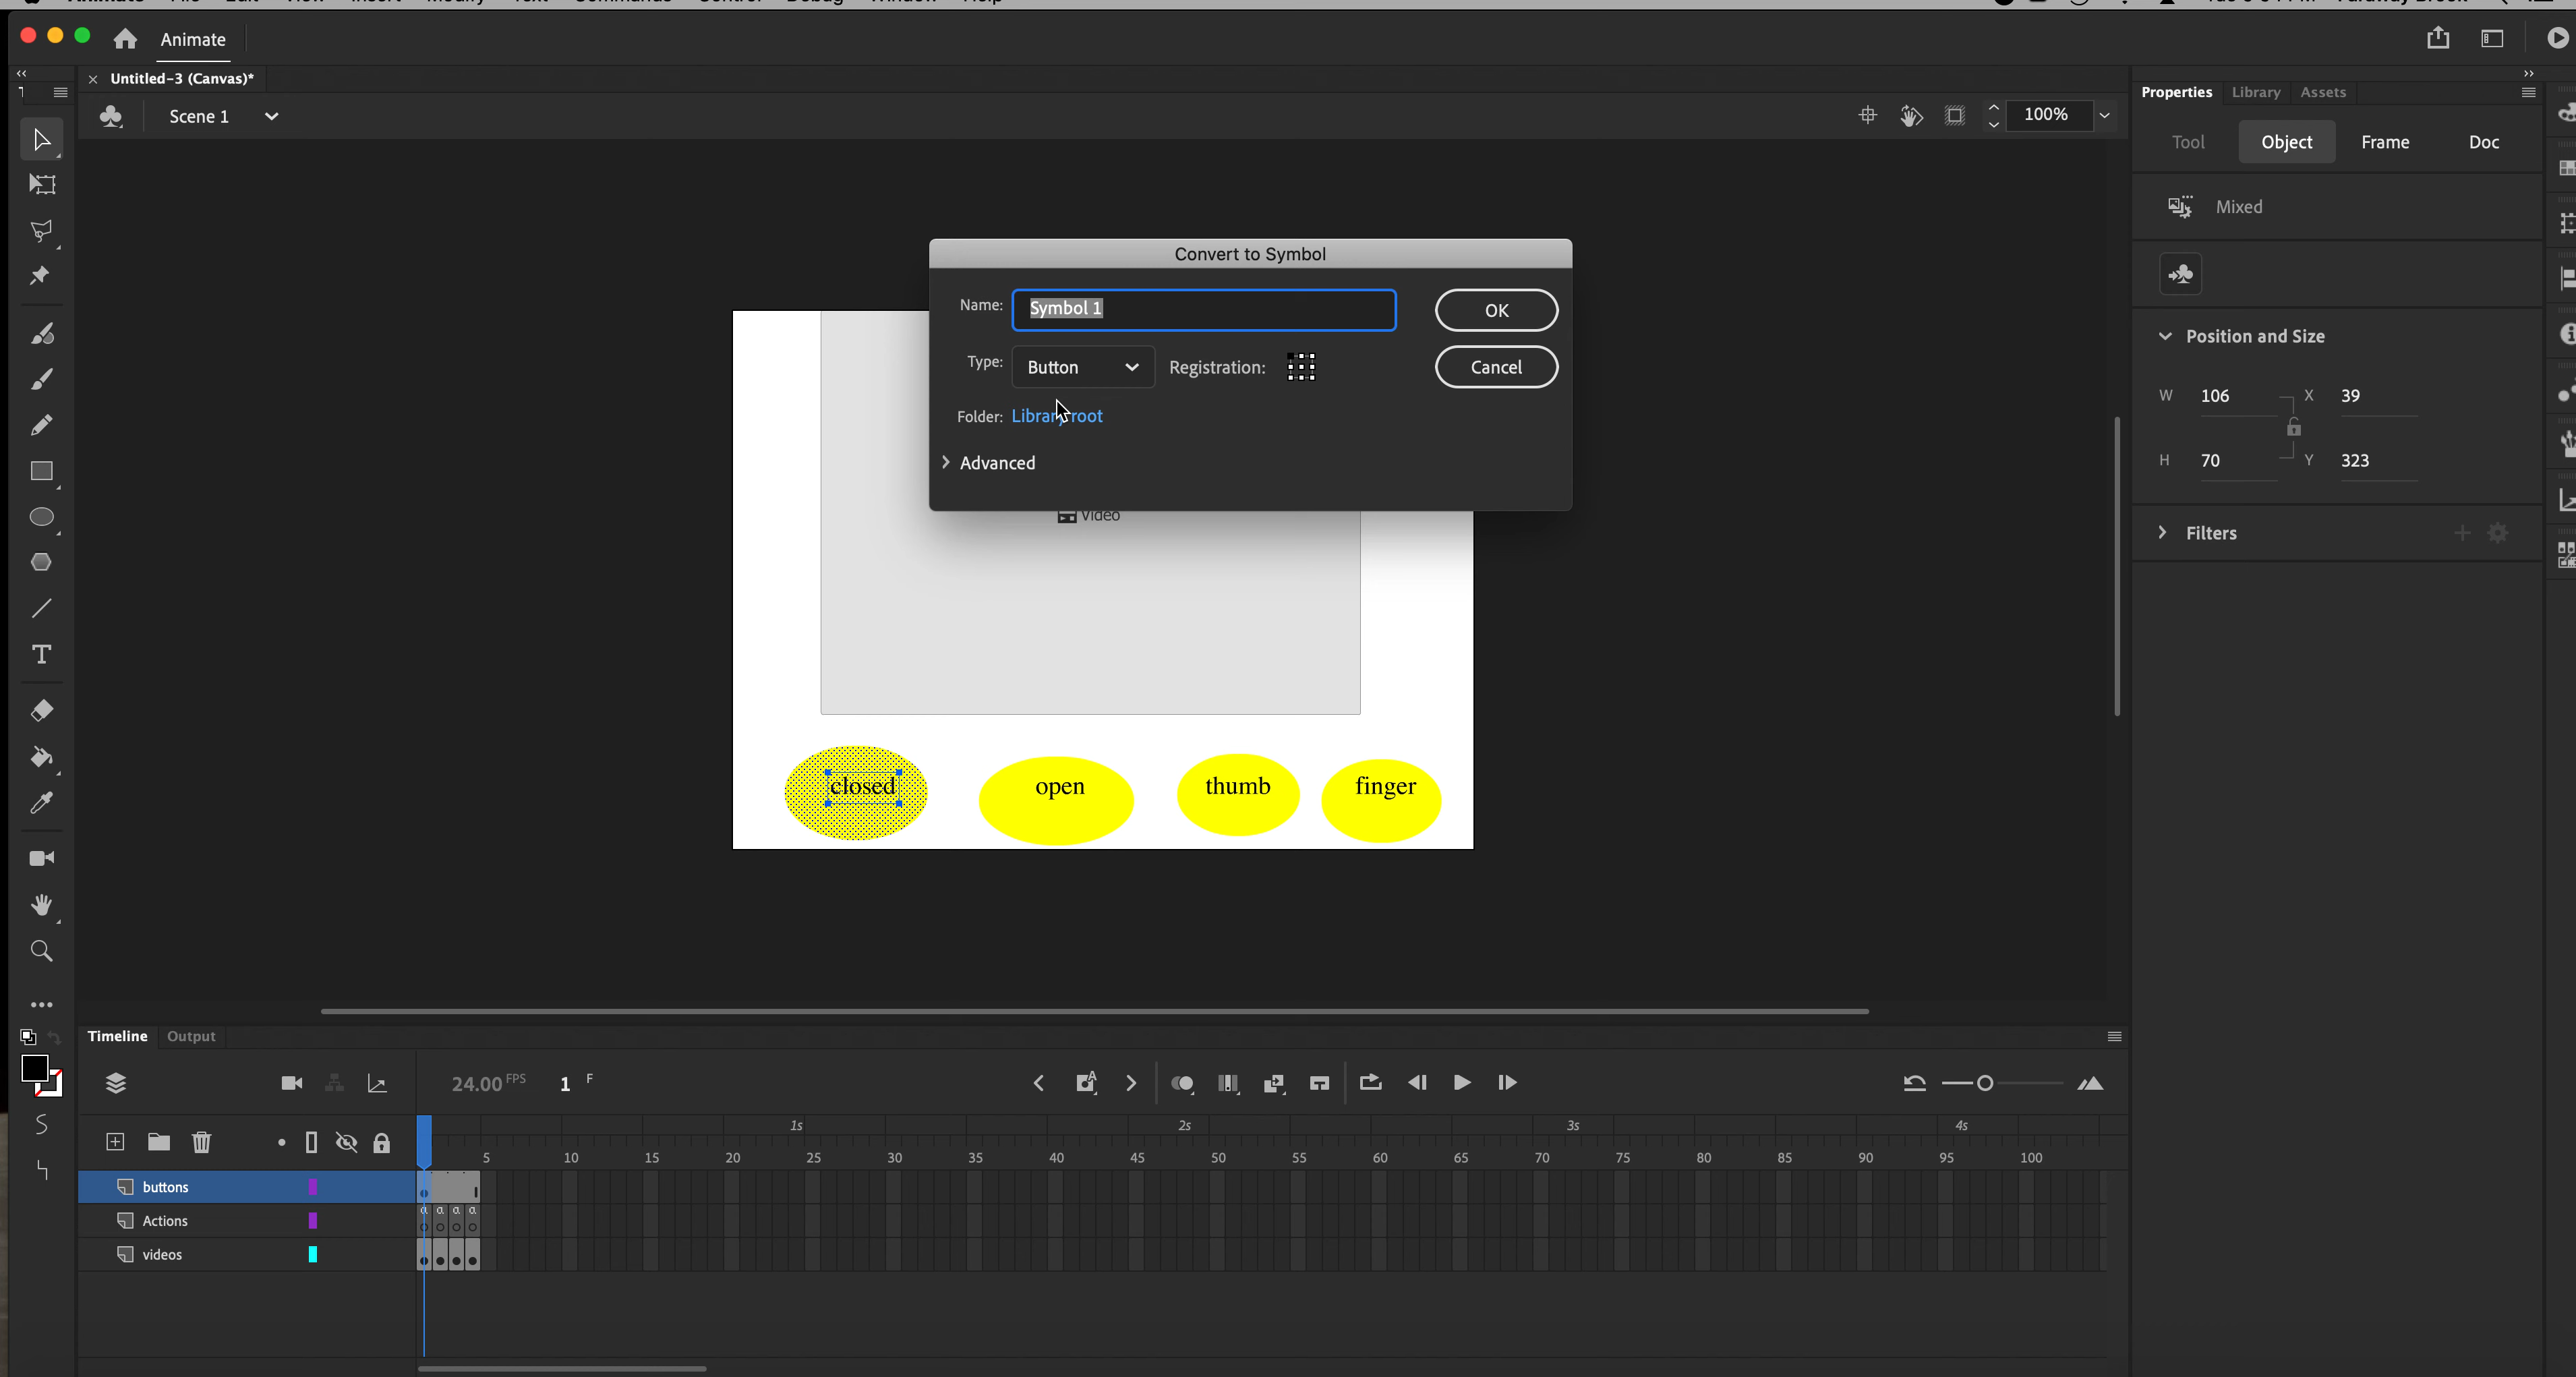 Animate
Untitled-3 (Canvas)*
Scene 1
100%
Properties Library Assets
Tool Object Frame Doc
Mixed
Position and Size
W 106 X 39
H 70 Y 323
Filters
Convert to Symbol
Name: Symbol 1 OK
Type: Button Registration: Cancel
Folder: Library root
Advanced
Video
closed open thumb finger
Timeline Output
24.00 FPS 1 F
1s 2s 3s 4s
5 10 15 20 25 30 35 40 45 50 55 60 65 70 75 80 85 90 95 100
buttons
Actions
videos